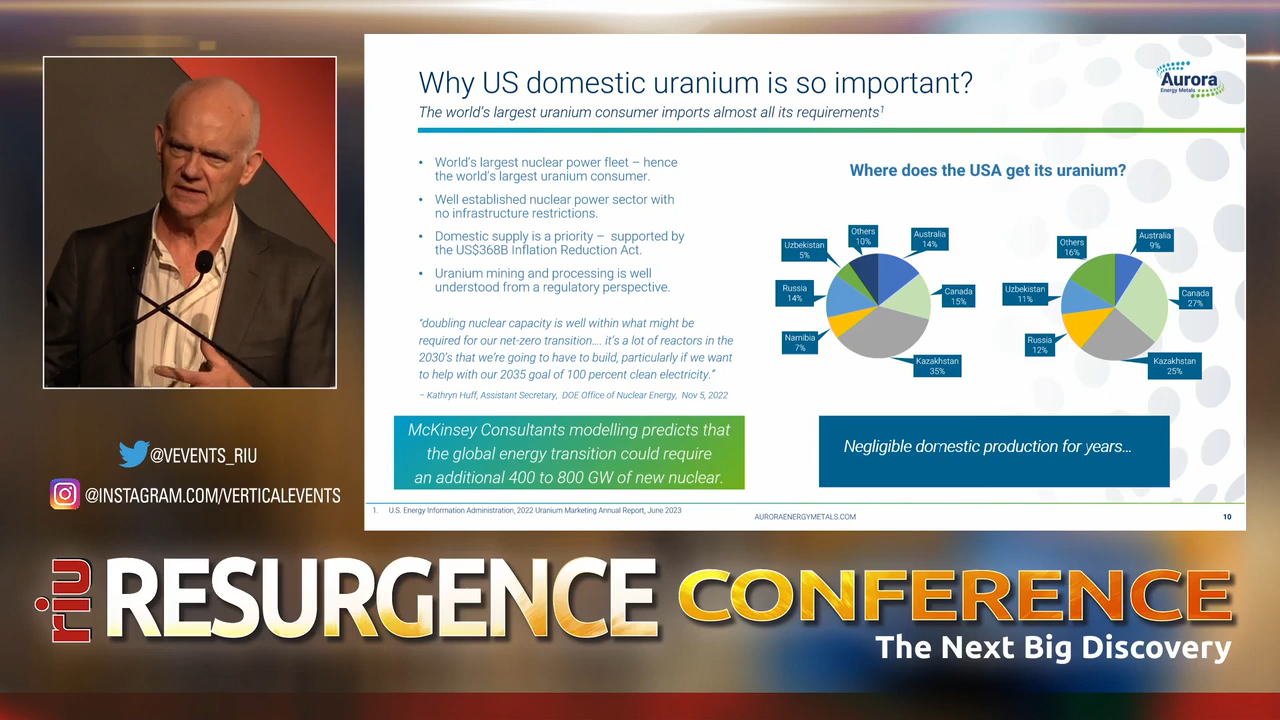 Why US domestic uranium is so important?
The world's largest uranium consumer imports almost all its requirements¹
Aurora
Energy Metals
• World's largest nuclear power fleet – hence
the world's largest uranium consumer.
• Well established nuclear power sector with
no infrastructure restrictions.
• Domestic supply is a priority – supported by
the US$368B Inflation Reduction Act.
• Uranium mining and processing is well
understood from a regulatory perspective.
"doubling nuclear capacity is well within what might be
required for our net-zero transition.... it's a lot of reactors in the
2030's that we're going to have to build, particularly if we want
to help with our 2035 goal of 100 percent clean electricity."
– Kathryn Huff, Assistant Secretary, DOE Office of Nuclear Energy, Nov 5, 2022
McKinsey Consultants modelling predicts that
the global energy transition could require
an additional 400 to 800 GW of new nuclear.
Where does the USA get its uranium?
Others
10%
Australia
14%
Uzbekistan
5%
Russia
14%
Canada
15%
Namibia
7%
Kazakhstan
35%
Australia
9%
Others
16%
Uzbekistan
11%
Canada
27%
Russia
12%
Kazakhstan
25%
Negligible domestic production for years...
1. U.S. Energy Information Administration, 2022 Uranium Marketing Annual Report, June 2023
AURORAENERGYMETALS.COM
10
@VEVENTS_RIU
@INSTAGRAM.COM/VERTICALEVENTS
riu RESURGENCE CONFERENCE
The Next Big Discovery